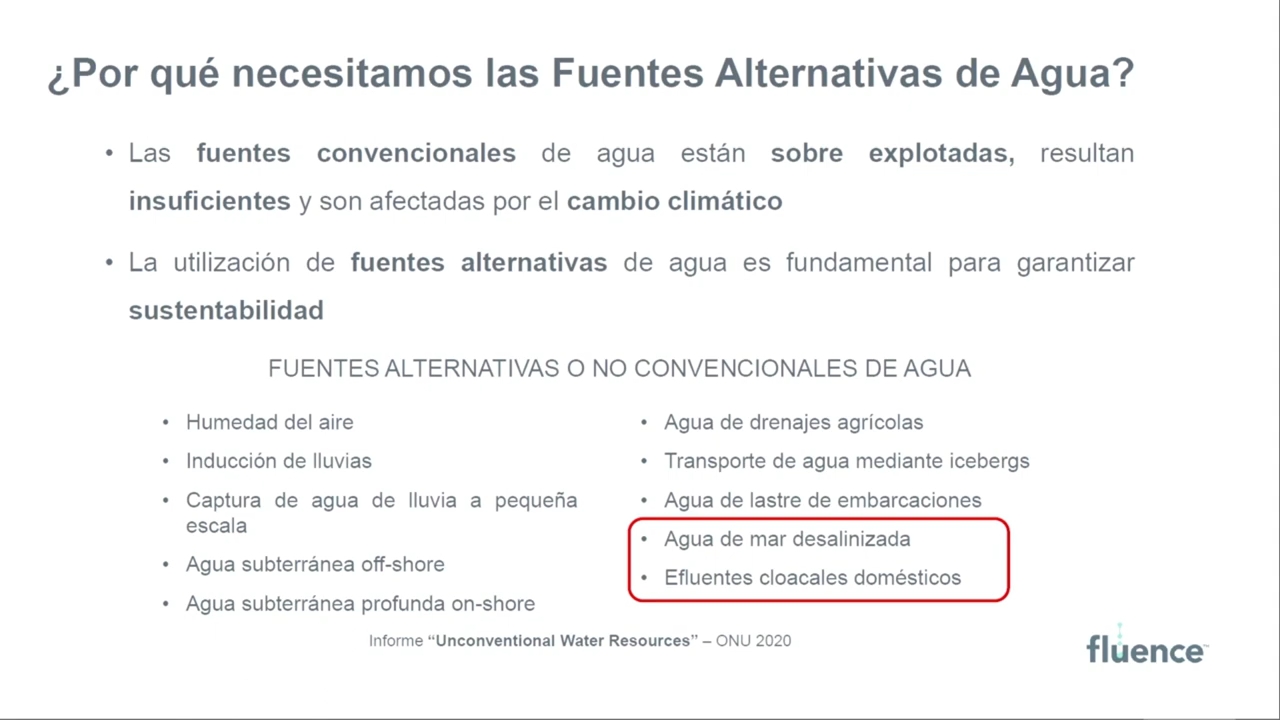 ¿Por qué necesitamos las Fuentes Alternativas de Agua?
• Las fuentes convencionales de agua están sobre explotadas, resultan
insuficientes y son afectadas por el cambio climático
• La utilización de fuentes alternativas de agua es fundamental para garantizar
sustentabilidad
FUENTES ALTERNATIVAS O NO CONVENCIONALES DE AGUA
• Humedad del aire
• Inducción de lluvias
• Captura de agua de lluvia a pequeña
escala
• Agua subterránea off-shore
• Agua subterránea profunda on-shore
• Agua de drenajes agrícolas
• Transporte de agua mediante icebergs
• Agua de lastre de embarcaciones
• Agua de mar desalinizada
• Efluentes cloacales domésticos
Informe “Unconventional Water Resources” – ONU 2020
fluence